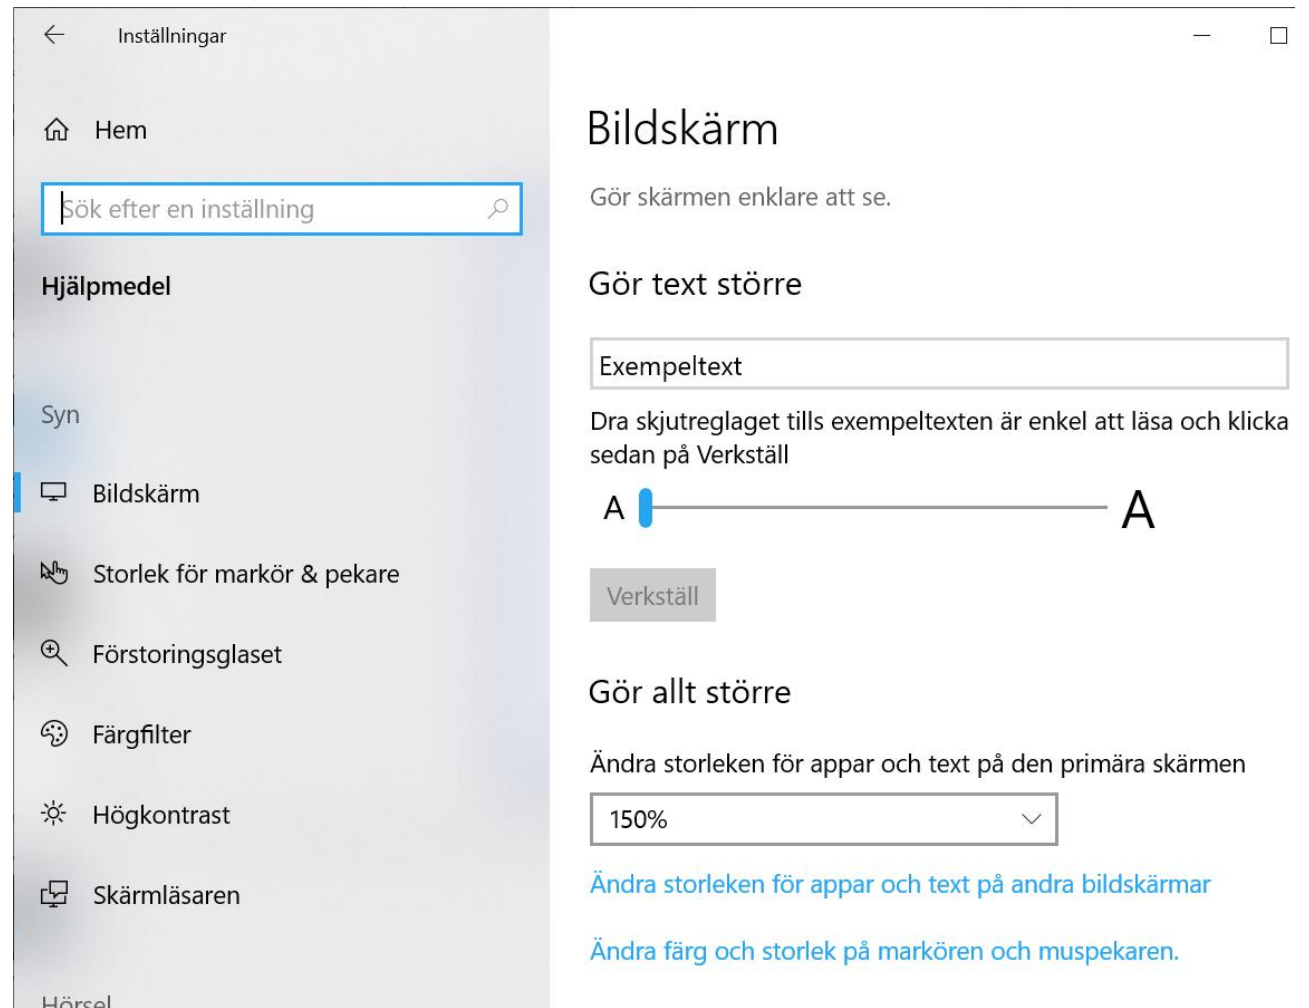 Inställningar
Hem
Sök efter en inställning
Hjälpmedel
Syn
Bildskärm
Storlek för markör & pekare
Förstoringsglaset
Färgfilter
Högkontrast
Skärmläsaren
Hörsel
Bildskärm
Gör skärmen enklare att se.
Gör text större
Exempeltext
Dra skjutreglaget tills exempeltexten är enkel att läsa och klicka
sedan på Verkställ
A A
Verkställ
Gör allt större
Ändra storleken för appar och text på den primära skärmen
150%
Ändra storleken för appar och text på andra bildskärmar
Ändra färg och storlek på markören och muspekaren.